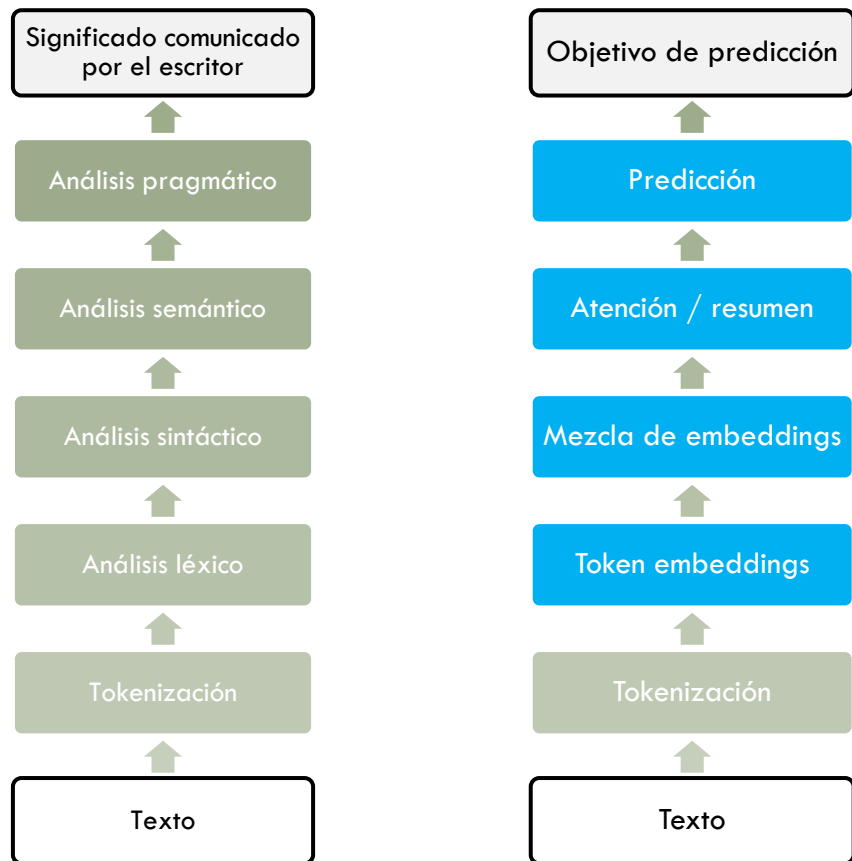 Significado comunicado
por el escritor
Análisis pragmático
Análisis semántico
Análisis sintáctico
Análisis léxico
Tokenización
Texto
Objetivo de predicción
Predicción
Atención / resumen
Mezcla de embeddings
Token embeddings
Tokenización
Texto